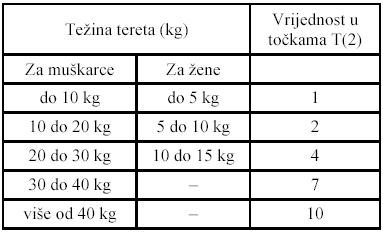 Težina tereta (kg) Vrijednost u
točkama T(2)
Za muškarce Za žene
do 10 kg do 5 kg 1
10 do 20 kg 5 do 10 kg 2
20 do 30 kg 10 do 15 kg 4
30 do 40 kg – 7
više od 40 kg – 10